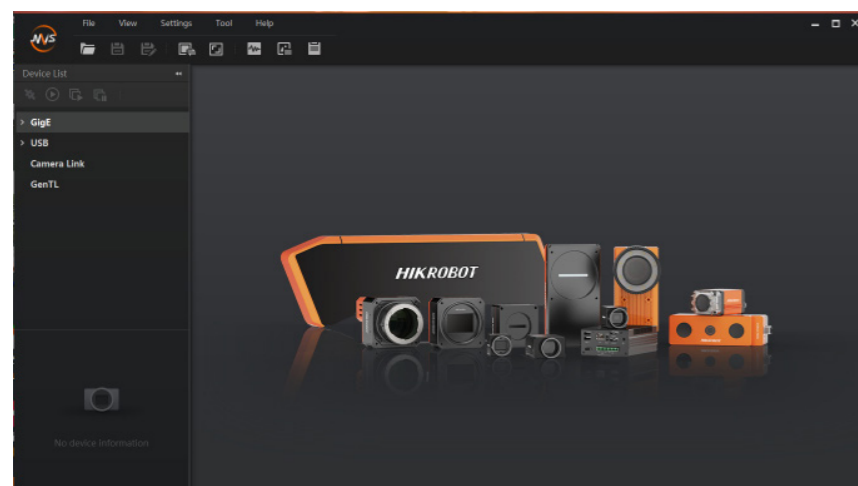 MVS
File View Settings Tool Help
Device List
GigE
USB
Camera Link
GenTL
HIKROBOT
No device information